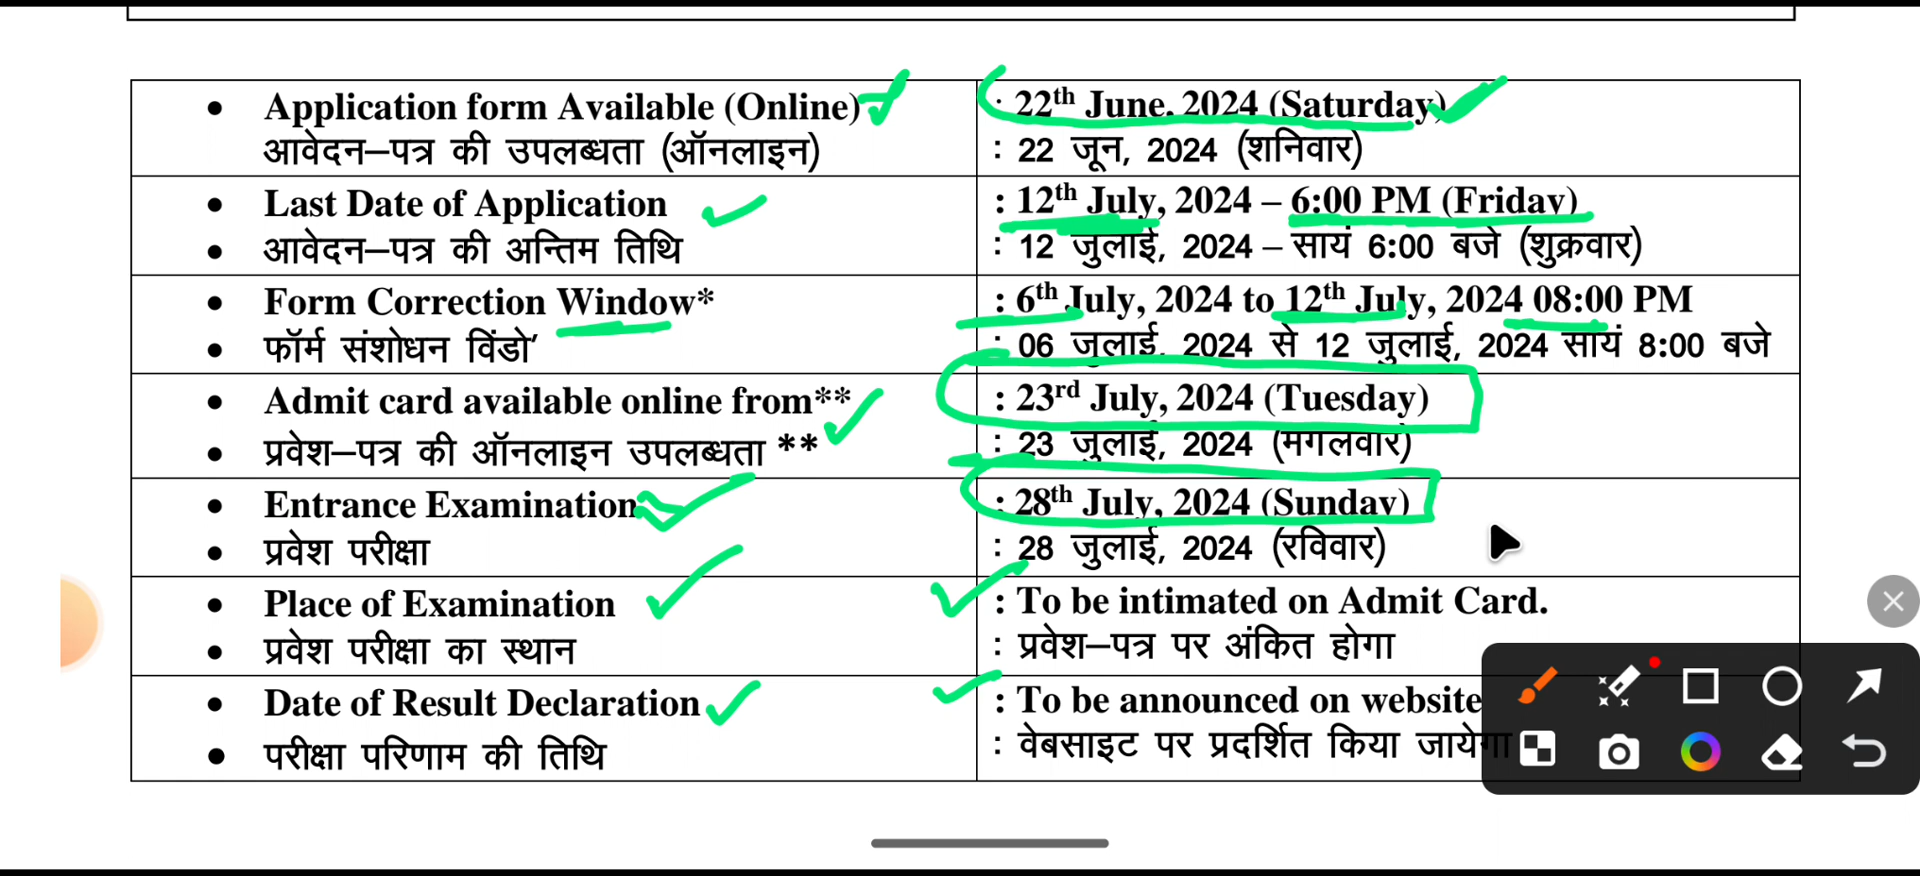 • Application form Available (Online)
: 22th June, 2024 (Saturday)
आवेदन–पत्र की उपलब्धता (ऑनलाइन)
: 22 जून, 2024 (शनिवार)
• Last Date of Application
: 12th July, 2024 – 6:00 PM (Friday)
• आवेदन–पत्र की अन्तिम तिथि
: 12 जुलाई, 2024 – सायं 6:00 बजे (शुक्रवार)
• Form Correction Window*
: 6th July, 2024 to 12th July, 2024 08:00 PM
• फॉर्म संशोधन विंडो’
: 06 जुलाई, 2024 से 12 जुलाई, 2024 सायं 8:00 बजे
• Admit card available online from**
: 23rd July, 2024 (Tuesday)
• प्रवेश–पत्र की ऑनलाइन उपलब्धता **
: 23 जुलाई, 2024 (मंगलवार)
• Entrance Examination
: 28th July, 2024 (Sunday)
• प्रवेश परीक्षा
: 28 जुलाई, 2024 (रविवार)
• Place of Examination
: To be intimated on Admit Card.
• प्रवेश परीक्षा का स्थान
: प्रवेश–पत्र पर अंकित होगा
• Date of Result Declaration
: To be announced on website
• परीक्षा परिणाम की तिथि
: वेबसाइट पर प्रदर्शित किया जायेगा